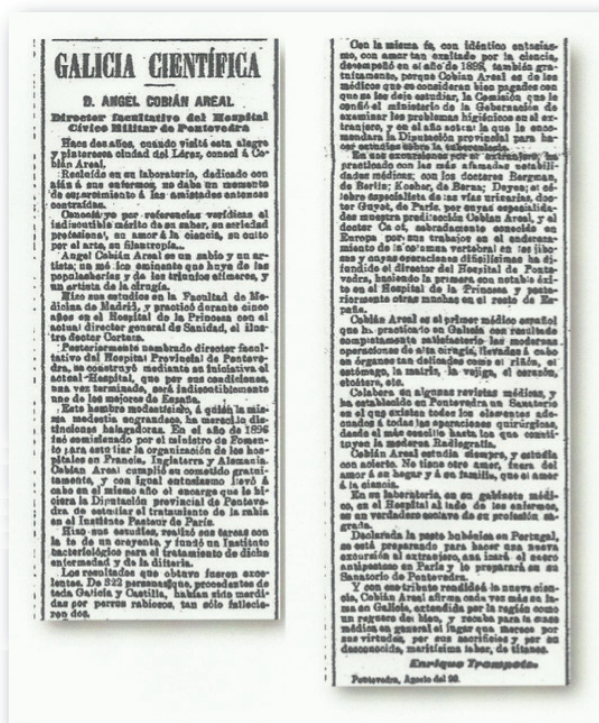 GALICIA CIENTÍFICA
D. ANGEL COBIÁN AREAL
Director facultativo del Hospital
Cívico Militar de Pontevedra
Hace dos años, cuando visité esta alegre
y pintoresca ciudad del Lérez, conocí á Co-
bián Areal.
Recluído en su laboratorio, dedicado con
afán á sus enfermos, no daba un momento
de esparcimiento á las amistades entonces
contraídas.
Conocí yo por referencias verídicas el
indiscutible mérito de su saber, su seriedad
profesional, su amor á la ciencia, su culto
por el arte, su filantropía...
Angel Cobián Areal es un sabio y un ar-
tista; un médico eminente que huye de las
populacherías y de los triunfos efímeros, y
un artista de la cirugía.
Hizo sus estudios en la Facultad de Me-
dicina de Madrid, y practicó durante cinco
años en el Hospital de la Princesa con el
actual director general de Sanidad, el ilus-
tre doctor Cortezo.
Posteriormente nombrado director facul-
tativo del Hospital Provincial de Ponteve-
dra, se construyó mediante su iniciativa el
actual Hospital, que por sus condiciones,
una vez terminado, será indiscutiblemente
uno de los mejores de España.
Este hombre modestísimo, á quién la mis-
ma modestia engrandece, ha merecido dis-
tinciones halagadoras. En el año de 1896
fué comisionado por el ministro de Fomen-
to para estudiar la organización de los hos-
pitales en Francia, Inglaterra y Alemania.
Cobián Areal cumplió su cometido gratui-
tamente, y con igual entusiasmo llevó á
cabo en el mismo año el encargo que le hi-
ciera la Diputación provincial de Ponteve-
dra de estudiar el tratamiento de la rabia
en el Instituto Pasteur de París.
Hizo sus estudios, realizó sus tareas con
la fe de un creyente, y fundó un Instituto
bacteriológico para el tratamiento de dicha
enfermedad y de la difteria.
Los resultados que obtuvo fueron exce-
lentes. De 322 personas que, procedentes de
toda Galicia y Castilla, habían sido mordi-
das por perros rabiosos, tan sólo fallecie-
ron dos.
Con la misma fe, con idéntico entusias-
mo, con amor tan exaltado por la ciencia,
desempeñó en el año de 1898, también gra-
tuitamente, porque Cobián Areal es de los
médicos que se consideran bien pagados con
que se les deje estudiar, la Comisión que le
confió el ministerio de la Gobernación de
examinar los problemas higiénicos en el ex-
tranjero, y en el año actual la que le enco-
mendara la Diputación provincial para ha-
cer estudios sobre la tuberculosis.
En sus excursiones por el extranjero, ha
practicado con las más afamadas notabili-
dades médicas; con los doctores Bergman,
de Berlín; Kosher, de Berna; Doyen; el cé-
lebre especialista de las vías urinarias, doc-
tor Guyot, de París, por cuyas especialida-
des muestra predilección Cobián Areal, y el
doctor Ca ot, sobradamente conocido en
Europa por sus trabajos en el endereza-
miento de la columna vertebral en los jibo-
sos y cuyas operaciones dificilísimas ha di-
fundido el director del Hospital de Ponte-
vedra, haciendo la primera con notable éxi-
to en el Hospital de la Princesa y poste-
riormente otras muchas en el resto de Es-
paña.
Cobián Areal es el primer médico español
que ha practicado en Galicia con resultado
completamente satisfactorio las modernas
operaciones de alta cirugía, llevadas á cabo
en órganos tan delicados como el riñón, el
estómago, la matriz, la vejiga, el corazón,
etcétera, etc.
Colabora en algunas revistas médicas, y
ha establecido en Pontevedra un Sanatorio
en el que existen todos los elementos ade-
cuados á todas las operaciones quirúrgicas,
desde el más sencillo hasta los que consti-
tuyen la moderna Radiografía.
Cobián Areal estudia siempre, y estudia
con acierto. No tiene otro amor, fuera del
amor á su hogar y á su familia, que el amor
á la ciencia.
En su laboratorio, en su gabinete médi-
co, en el Hospital al lado de los enfermos,
es un verdadero esclavo de su profesión sa-
grada.
Declarada la peste bubónica en Portugal,
se está preparando para hacer una nueva
excursión al extranjero, una izará el suero
antipestoso en París y lo preparará en su
Sanatorio de Pontevedra.
Y con ese tributo rendido á la nueva cien-
cia, Cobián Areal afirma cada vez más su fa-
ma en Galicia, extendida por la región como
un reguero de bien, y recaba para la clase
médica en general el lugar que merece por
sus virtudes, por sus sacrificios y por su
desconocida, meritísima labor, de titanes.
Enrique Trompeta.
Pontevedra, Agosto del 99.